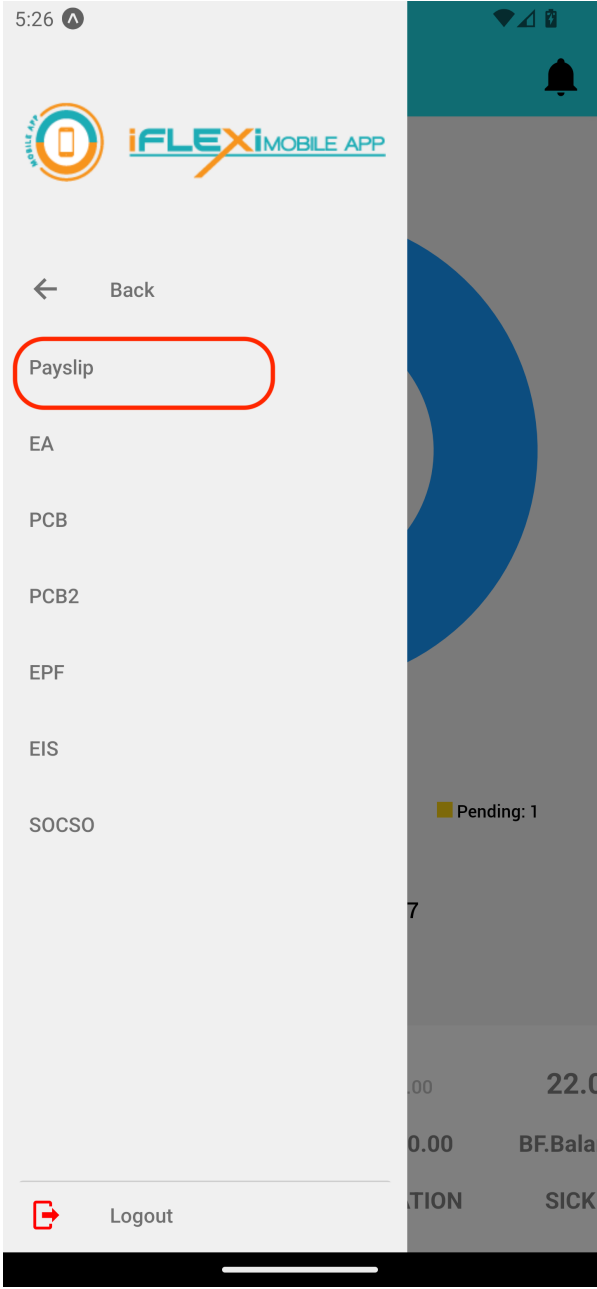 5:26
MOBILE APP
iFLEXi MOBILE APP
Back
Payslip
EA
PCB
PCB2
EPF
EIS
SOCSO
Pending: 1
7
.00
22.0
0.00
BF.Bala
ATION
SICK
Logout